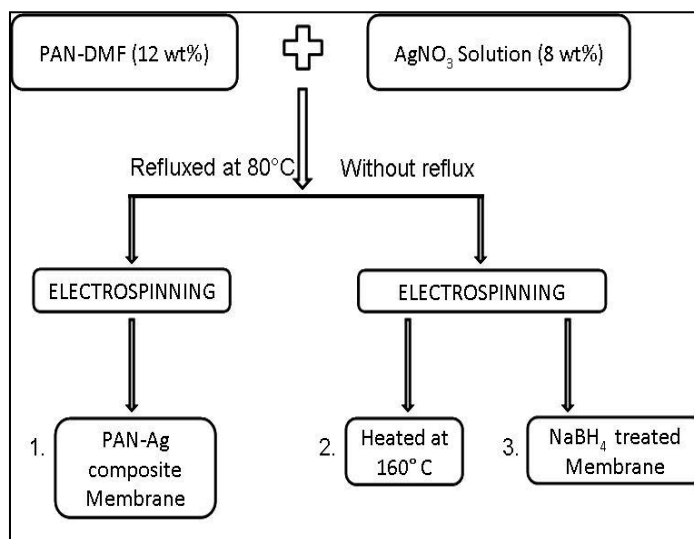 PAN-DMF (12 wt%)
AgNO₃ Solution (8 wt%)
Refluxed at 80°C
Without reflux
ELECTROSPINNING
ELECTROSPINNING
1.
PAN-Ag
composite
Membrane
2.
Heated at
160° C
3.
NaBH₄ treated
Membrane